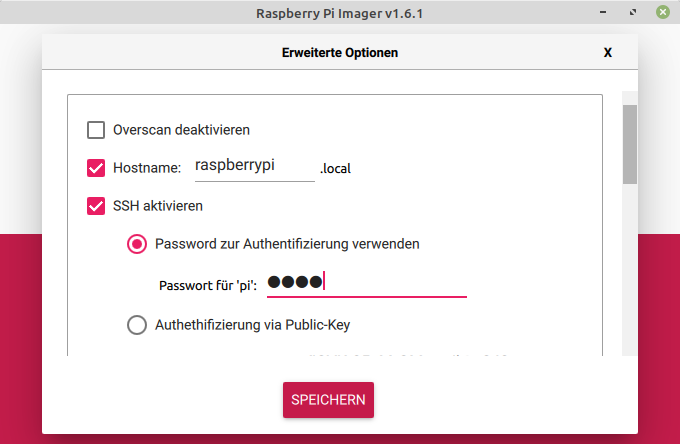 Raspberry Pi Imager v1.6.1
Erweiterte Optionen
X
Overscan deaktivieren
Hostname: raspberrypi .local
SSH aktivieren
Password zur Authentifizierung verwenden
Passwort für 'pi': ●●●●
Authethifizierung via Public-Key
SPEICHERN